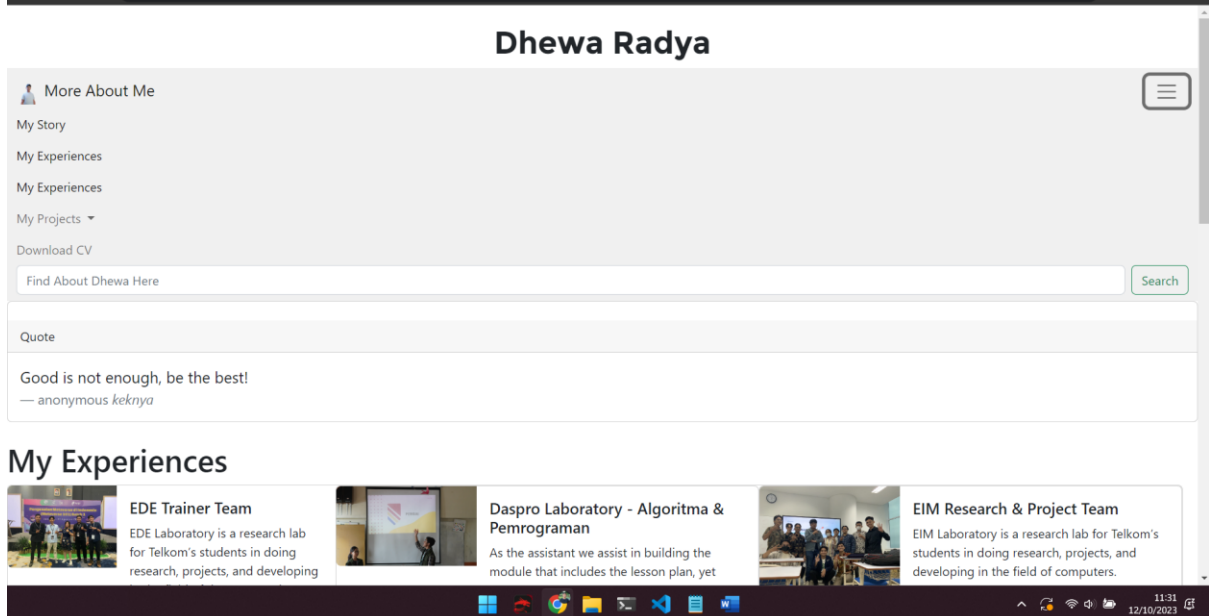 Dhewa Radya
More About Me
My Story
My Experiences
My Experiences
My Projects
Download CV
Find About Dhewa Here
Search
Quote
Good is not enough, be the best!
— anonymous keknya
My Experiences
EDE Trainer Team
EDE Laboratory is a research lab
for Telkom's students in doing
research, projects, and developing
Daspro Laboratory - Algoritma &
Pemrograman
As the assistant we assist in building the
module that includes the lesson plan, yet
EIM Research & Project Team
EIM Laboratory is a research lab for Telkom's
students in doing research, projects, and
developing in the field of computers.
11:31
12/10/2023